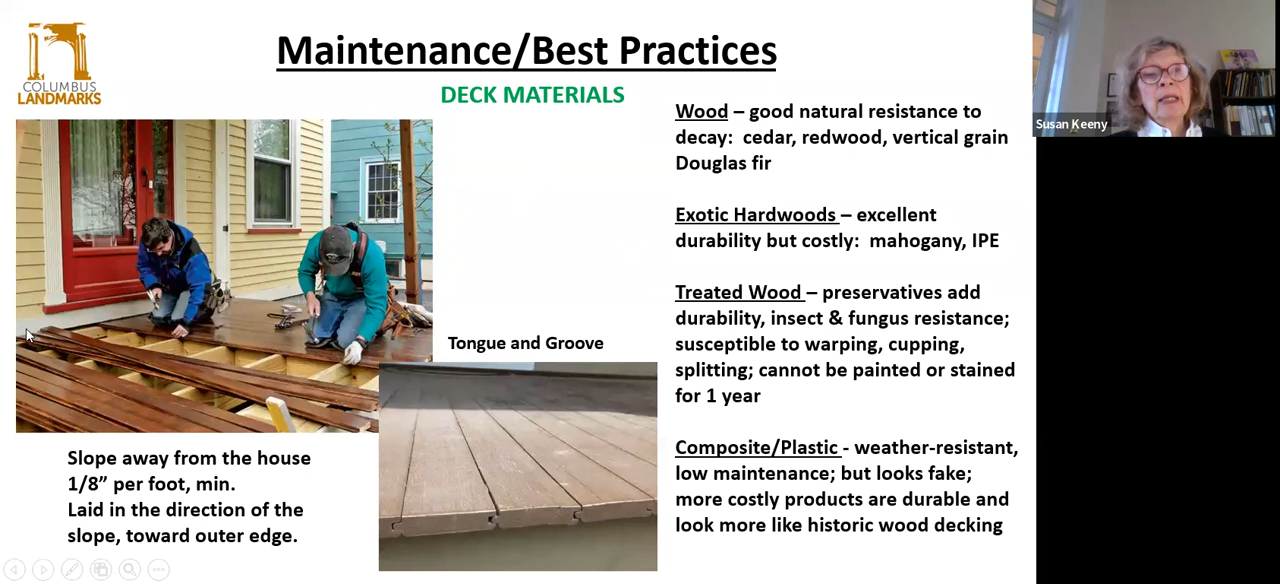 COLUMBUS
LANDMARKS
Maintenance/Best Practices
DECK MATERIALS
Wood – good natural resistance to
decay:  cedar, redwood, vertical grain
Douglas fir
Exotic Hardwoods – excellent
durability but costly:  mahogany, IPE
Treated Wood – preservatives add
durability, insect & fungus resistance;
susceptible to warping, cupping,
splitting; cannot be painted or stained
for 1 year
Composite/Plastic - weather-resistant,
low maintenance; but looks fake;
more costly products are durable and
look more like historic wood decking
Tongue and Groove
Slope away from the house
1/8” per foot, min.
Laid in the direction of the
slope, toward outer edge.
Susan Keeny